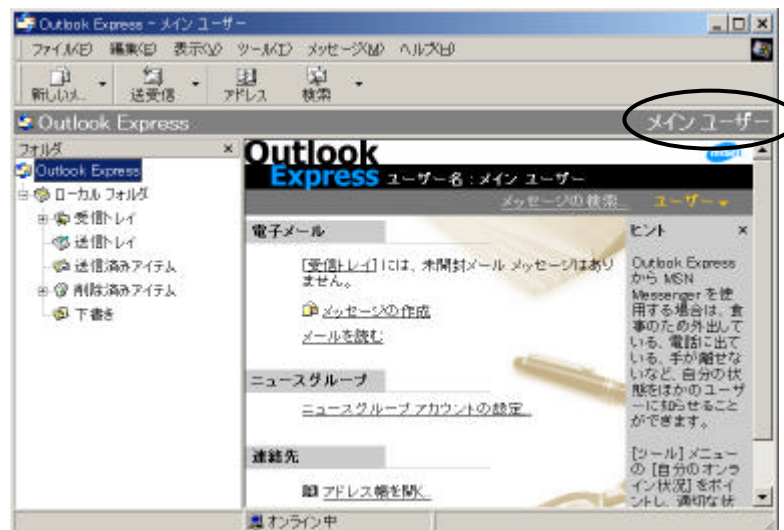 Outlook Express - メイン ユーザー
ファイル(F) 編集(E) 表示(V) ツール(T) メッセージ(M) ヘルプ(H)
新しいメ.. 送受信 アドレス 検索
Outlook Express メイン ユーザー
フォルダ ×
Outlook Express
ローカル フォルダ
受信トレイ
送信トレイ
送信済みアイテム
削除済みアイテム
下書き
Outlook
Express ユーザー名 : メイン ユーザー
msn
メッセージの検索... ユーザー
電子メール
[受信トレイ]には、未開封メール メッセージはあり
ません。
メッセージの作成
メールを読む
ニュースグループ
ニュースグループ アカウントの設定...
連絡先
アドレス帳を開く...
ヒント ×
Outlook Express
から MSN
Messenger を使
用する場合は、食
事のため外出して
いる、電話に出て
いる、手が離せな
いなど、自分の状
態をほかのユーザ
ーに知らせること
ができます。
[ツール] メニュー
の [自分のオンラ
イン状況] をポイ
ントし、適切な状
オンライン中